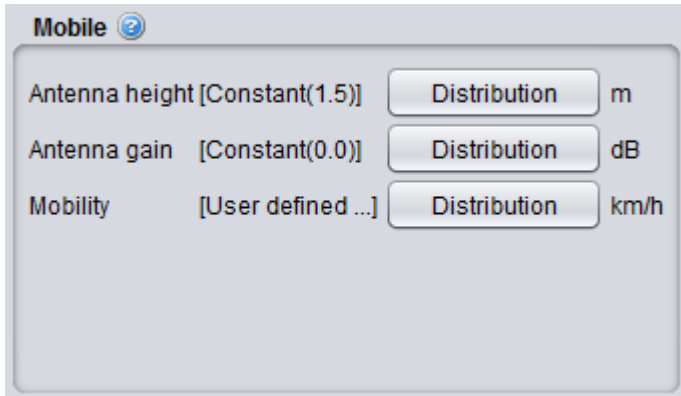 Mobile
Antenna height [Constant(1.5)] Distribution m
Antenna gain [Constant(0.0)] Distribution dB
Mobility [User defined ...] Distribution km/h